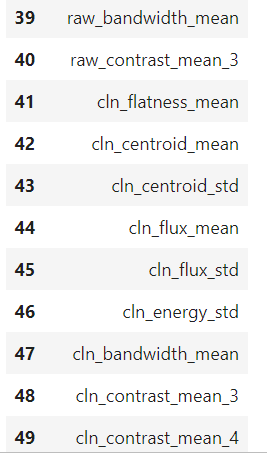 39 raw_bandwidth_mean
40 raw_contrast_mean_3
41 cln_flatness_mean
42 cln_centroid_mean
43 cln_centroid_std
44 cln_flux_mean
45 cln_flux_std
46 cln_energy_std
47 cln_bandwidth_mean
48 cln_contrast_mean_3
49 cln_contrast_mean_4